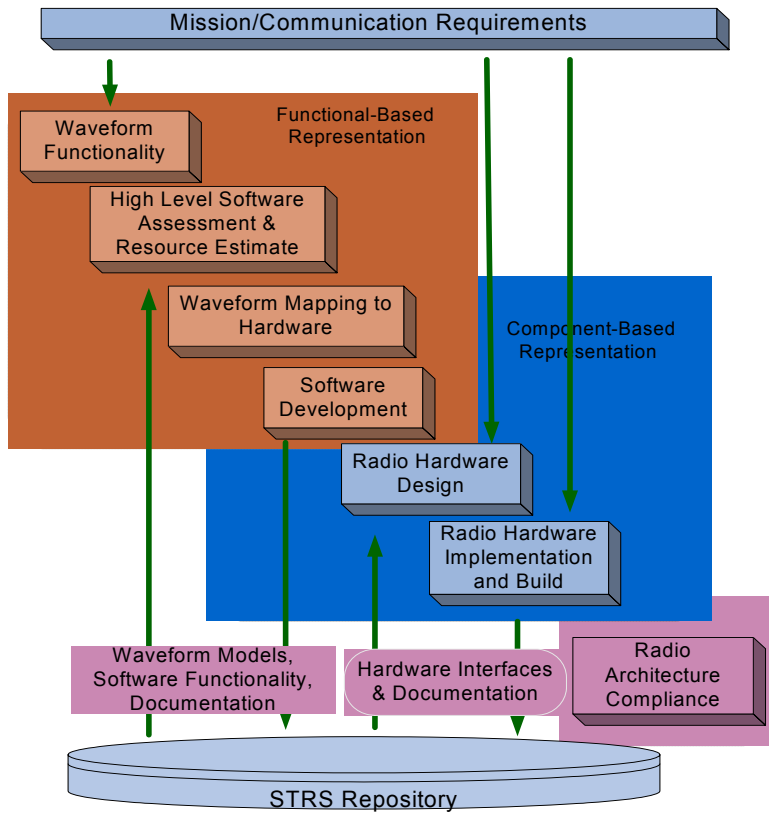 Mission/Communication Requirements
Functional-Based
Representation
Waveform
Functionality
High Level Software
Assessment &
Resource Estimate
Waveform Mapping to
Hardware
Component-Based
Representation
Software
Development
Radio Hardware
Design
Radio Hardware
Implementation
and Build
Waveform Models,
Software Functionality,
Documentation
Hardware Interfaces
& Documentation
Radio
Architecture
Compliance
STRS Repository